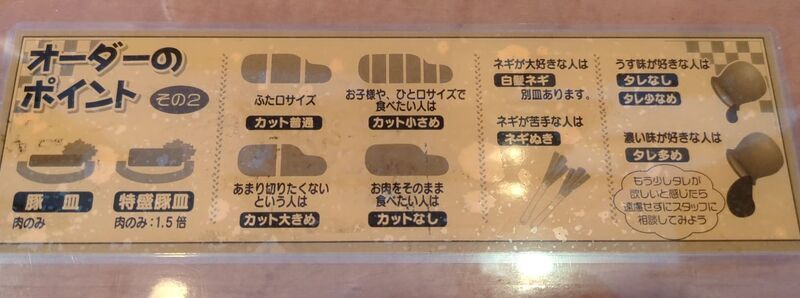 オーダーの
ポイント その2
豚皿
肉のみ
特盛豚皿
肉のみ:1.5倍
ふた口サイズ
カット普通
お子様や、ひと口サイズで
食べたい人は
カット小さめ
あまり切りたくない
という人は
カット大きめ
お肉をそのまま
食べたい人は
カットなし
ネギが大好きな人は
白髪ネギ
別皿あります。
ネギが苦手な人は
ネギぬき
うす味が好きな人は
タレなし
タレ少なめ
濃い味が好きな人は
タレ多め
もう少しタレが
欲しいと感じたら
遠慮せずにスタッフに
相談してみよう